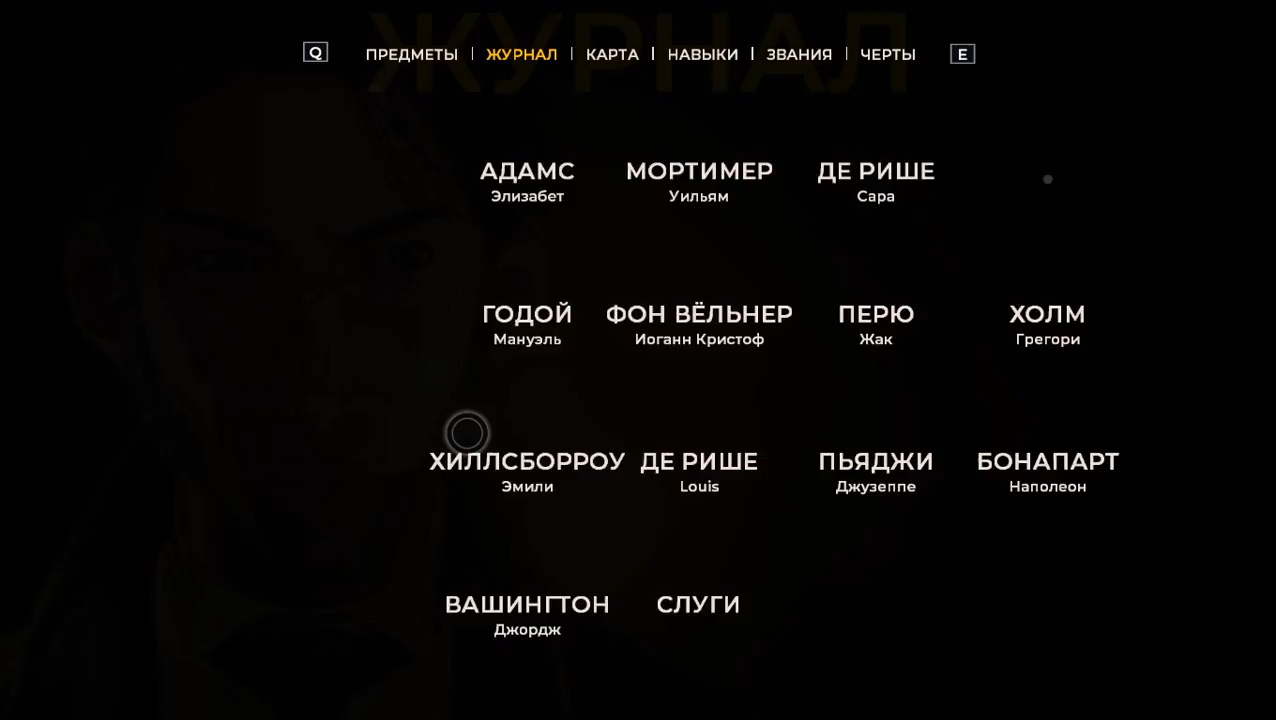 ЖУРНАЛ
Q ПРЕДМЕТЫ ЖУРНАЛ КАРТА НАВЫКИ ЗВАНИЯ ЧЕРТЫ E
АДАМС МОРТИМЕР ДЕ РИШЕ
Элизабет Уильям Сара
ГОДОЙ ФОН ВЁЛЬНЕР ПЕРЮ ХОЛМ
Мануэль Иоганн Кристоф Жак Грегори
ХИЛЛСБОРРОУ ДЕ РИШЕ ПЬЯДЖИ БОНАПАРТ
Эмили Louis Джузеппе Наполеон
ВАШИНГТОН СЛУГИ
Джордж